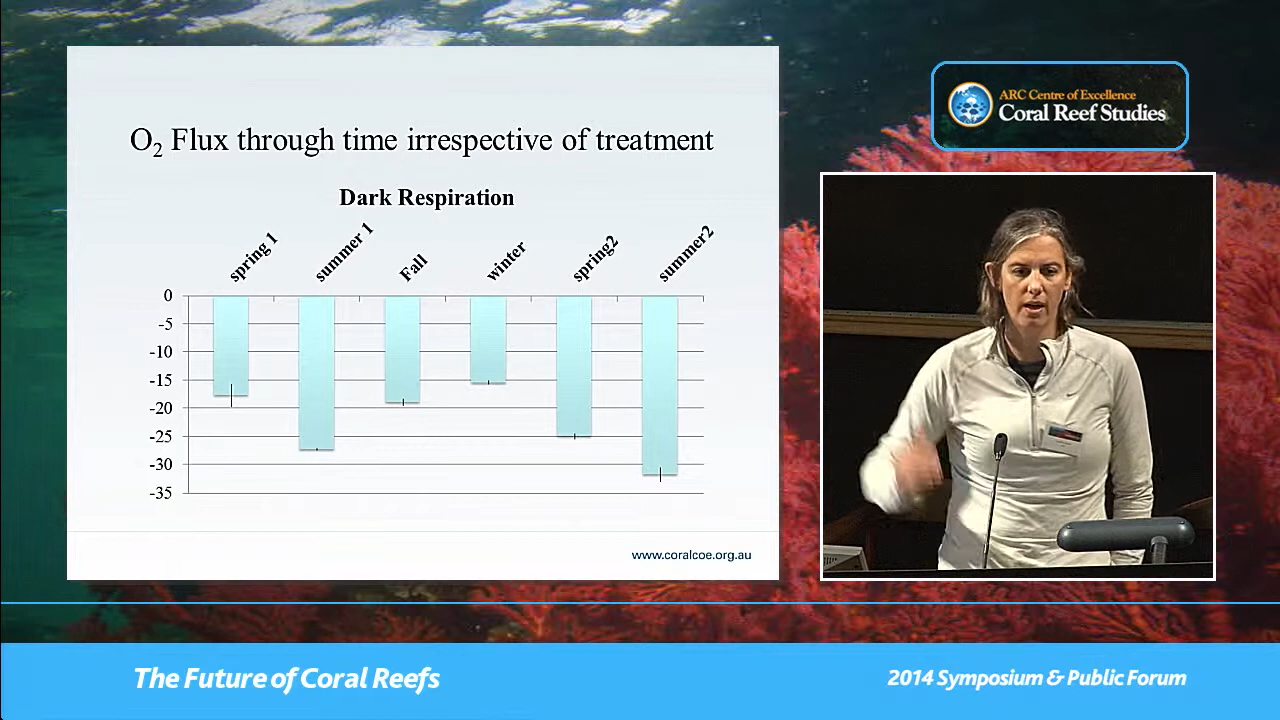 O₂ Flux through time irrespective of treatment
Dark Respiration
spring 1
summer 1
Fall
winter
spring2
summer2
0
-5
-10
-15
-20
-25
-30
-35
www.coralcoe.org.au
ARC Centre of Excellence
Coral Reef Studies
The Future of Coral Reefs
2014 Symposium & Public Forum